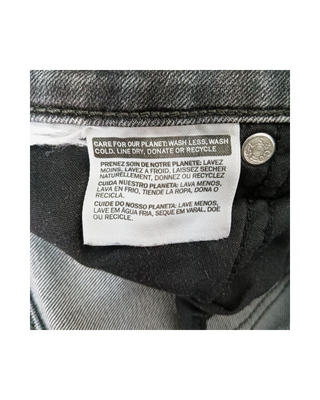 CARE FOR OUR PLANET: WASH LESS, WASH
COLD, LINE DRY, DONATE OR RECYCLE
PRENEZ SOIN DE NOTRE PLANETE: LAVEZ
MOINS, LAVEZ A FROID, LAISSEZ SECHER
NATURELLEMENT, DONNEZ OU RECYCLEZ
CUIDA NUESTRO PLANETA: LAVA MENOS,
LAVA EN FRIO, TIENDE LA ROPA, DONA O
RECICLA.
CUIDE DO NOSSO PLANETA: LAVE MENOS,
LAVE EM ÁGUA FRIA, SEQUE EM VARAL, DOE
OU RECICLE.